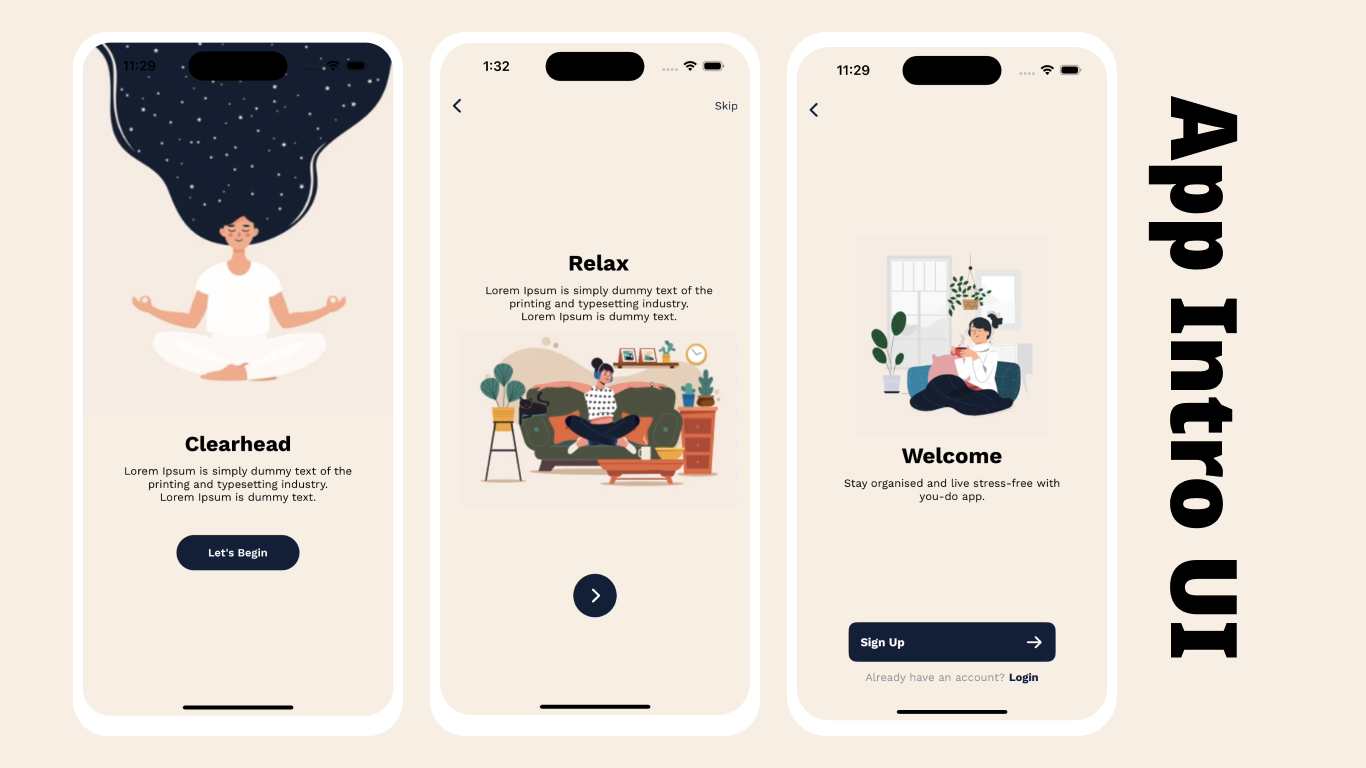 11:29
Clearhead
Lorem Ipsum is simply dummy text of the
printing and typesetting industry.
Lorem Ipsum is dummy text.
Let's Begin
1:32
Skip
Relax
Lorem Ipsum is simply dummy text of the
printing and typesetting industry.
Lorem Ipsum is dummy text.
11:29
Welcome
Stay organised and live stress-free with
you-do app.
Sign Up
Already have an account? Login
App Intro UI